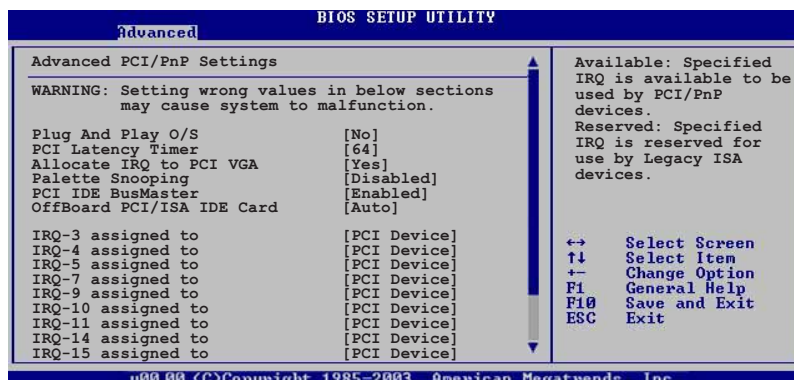 BIOS SETUP UTILITY
Advanced
Advanced PCI/PnP Settings
WARNING: Setting wrong values in below sections
may cause system to malfunction.
Plug And Play O/S [No]
PCI Latency Timer [64]
Allocate IRQ to PCI VGA [Yes]
Palette Snooping [Disabled]
PCI IDE BusMaster [Enabled]
OffBoard PCI/ISA IDE Card [Auto]
IRQ-3 assigned to [PCI Device]
IRQ-4 assigned to [PCI Device]
IRQ-5 assigned to [PCI Device]
IRQ-7 assigned to [PCI Device]
IRQ-9 assigned to [PCI Device]
IRQ-10 assigned to [PCI Device]
IRQ-11 assigned to [PCI Device]
IRQ-14 assigned to [PCI Device]
IRQ-15 assigned to [PCI Device]
Available: Specified
IRQ is available to be
used by PCI/PnP
devices.
Reserved: Specified
IRQ is reserved for
use by Legacy ISA
devices.
↔ Select Screen
↑↓ Select Item
+- Change Option
F1 General Help
F10 Save and Exit
ESC Exit
v00.00 (C)Copyright 1985-2003, American Megatrends, Inc.